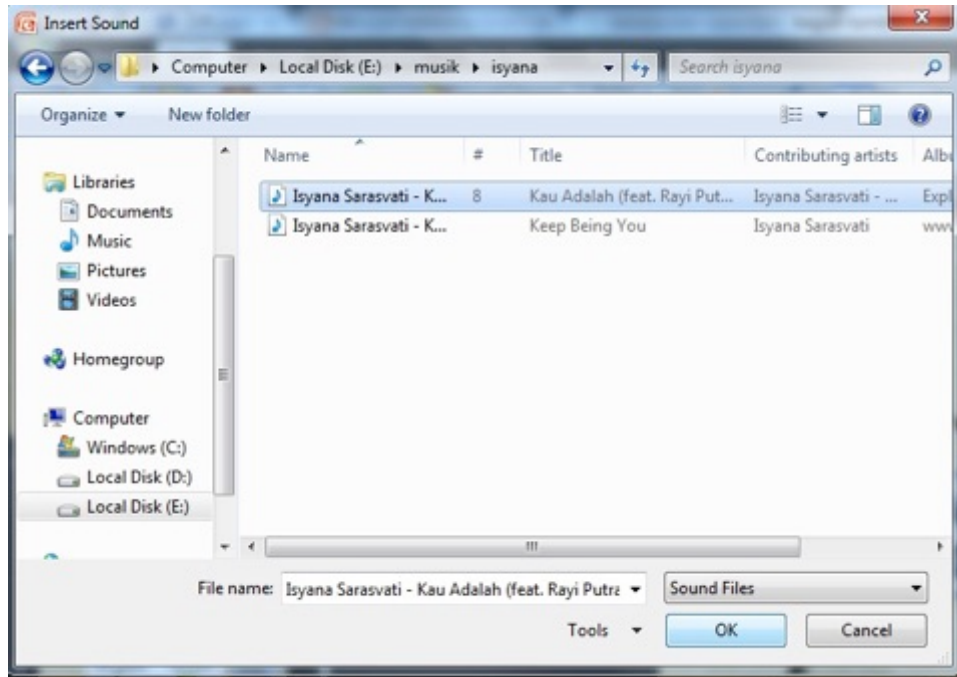 Insert Sound
Computer Local Disk (E:) musik isyana Search isyana
Organize New folder
Name # Title Contributing artists Albu
Libraries
Documents
Music
Pictures
Videos
Homegroup
Computer
Windows (C:)
Local Disk (D:)
Local Disk (E:)
Isyana Sarasvati - K... 8 Kau Adalah (feat. Rayi Put... Isyana Sarasvati - ... Expl
Isyana Sarasvati - K... Keep Being You Isyana Sarasvati www
File name: Isyana Sarasvati - Kau Adalah (feat. Rayi Putra Sound Files
Tools OK Cancel